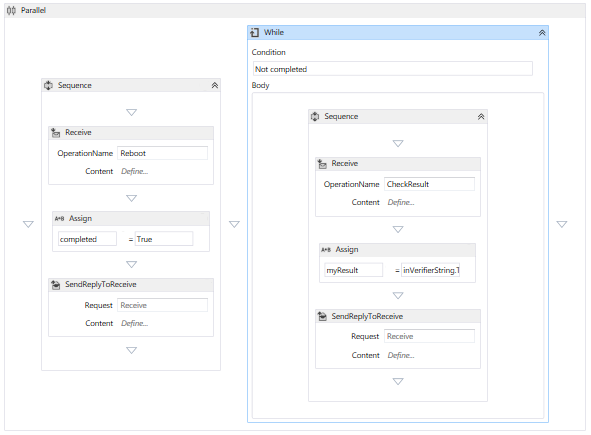 Parallel
While
Condition
Not completed
Body
Sequence
Receive
OperationName Reboot
Content Define...
Assign
completed = True
SendReplyToReceive
Request Receive
Content Define...
Sequence
Receive
OperationName CheckResult
Content Define...
A+B Assign
myResult = inVerifierString.T
SendReplyToReceive
Request Receive
Content Define...